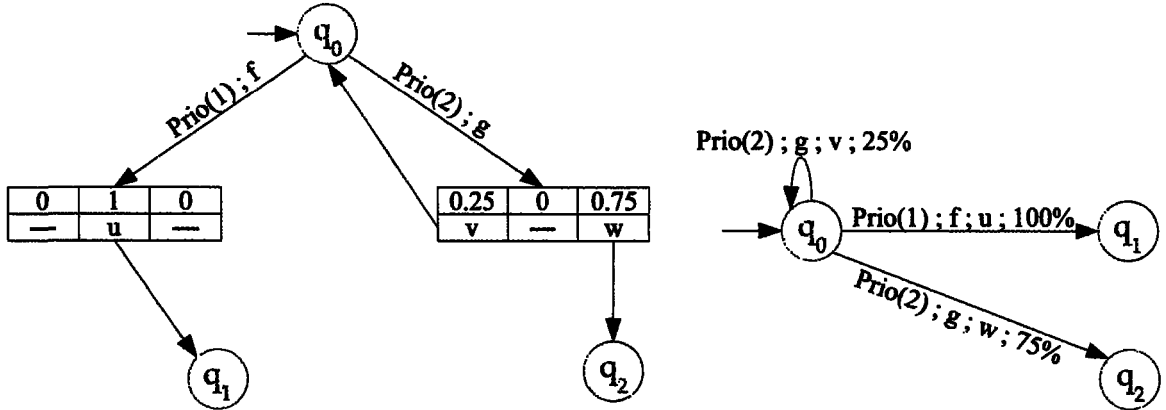 q0
Prio(1) ; f
Prio(2) ; g
0 1 0
— u —
0.25 0 0.75
v — w
q1
q2
Prio(2) ; g ; v ; 25%
q0
Prio(1) ; f ; u ; 100%
q1
Prio(2) ; g ; w ; 75%
q2